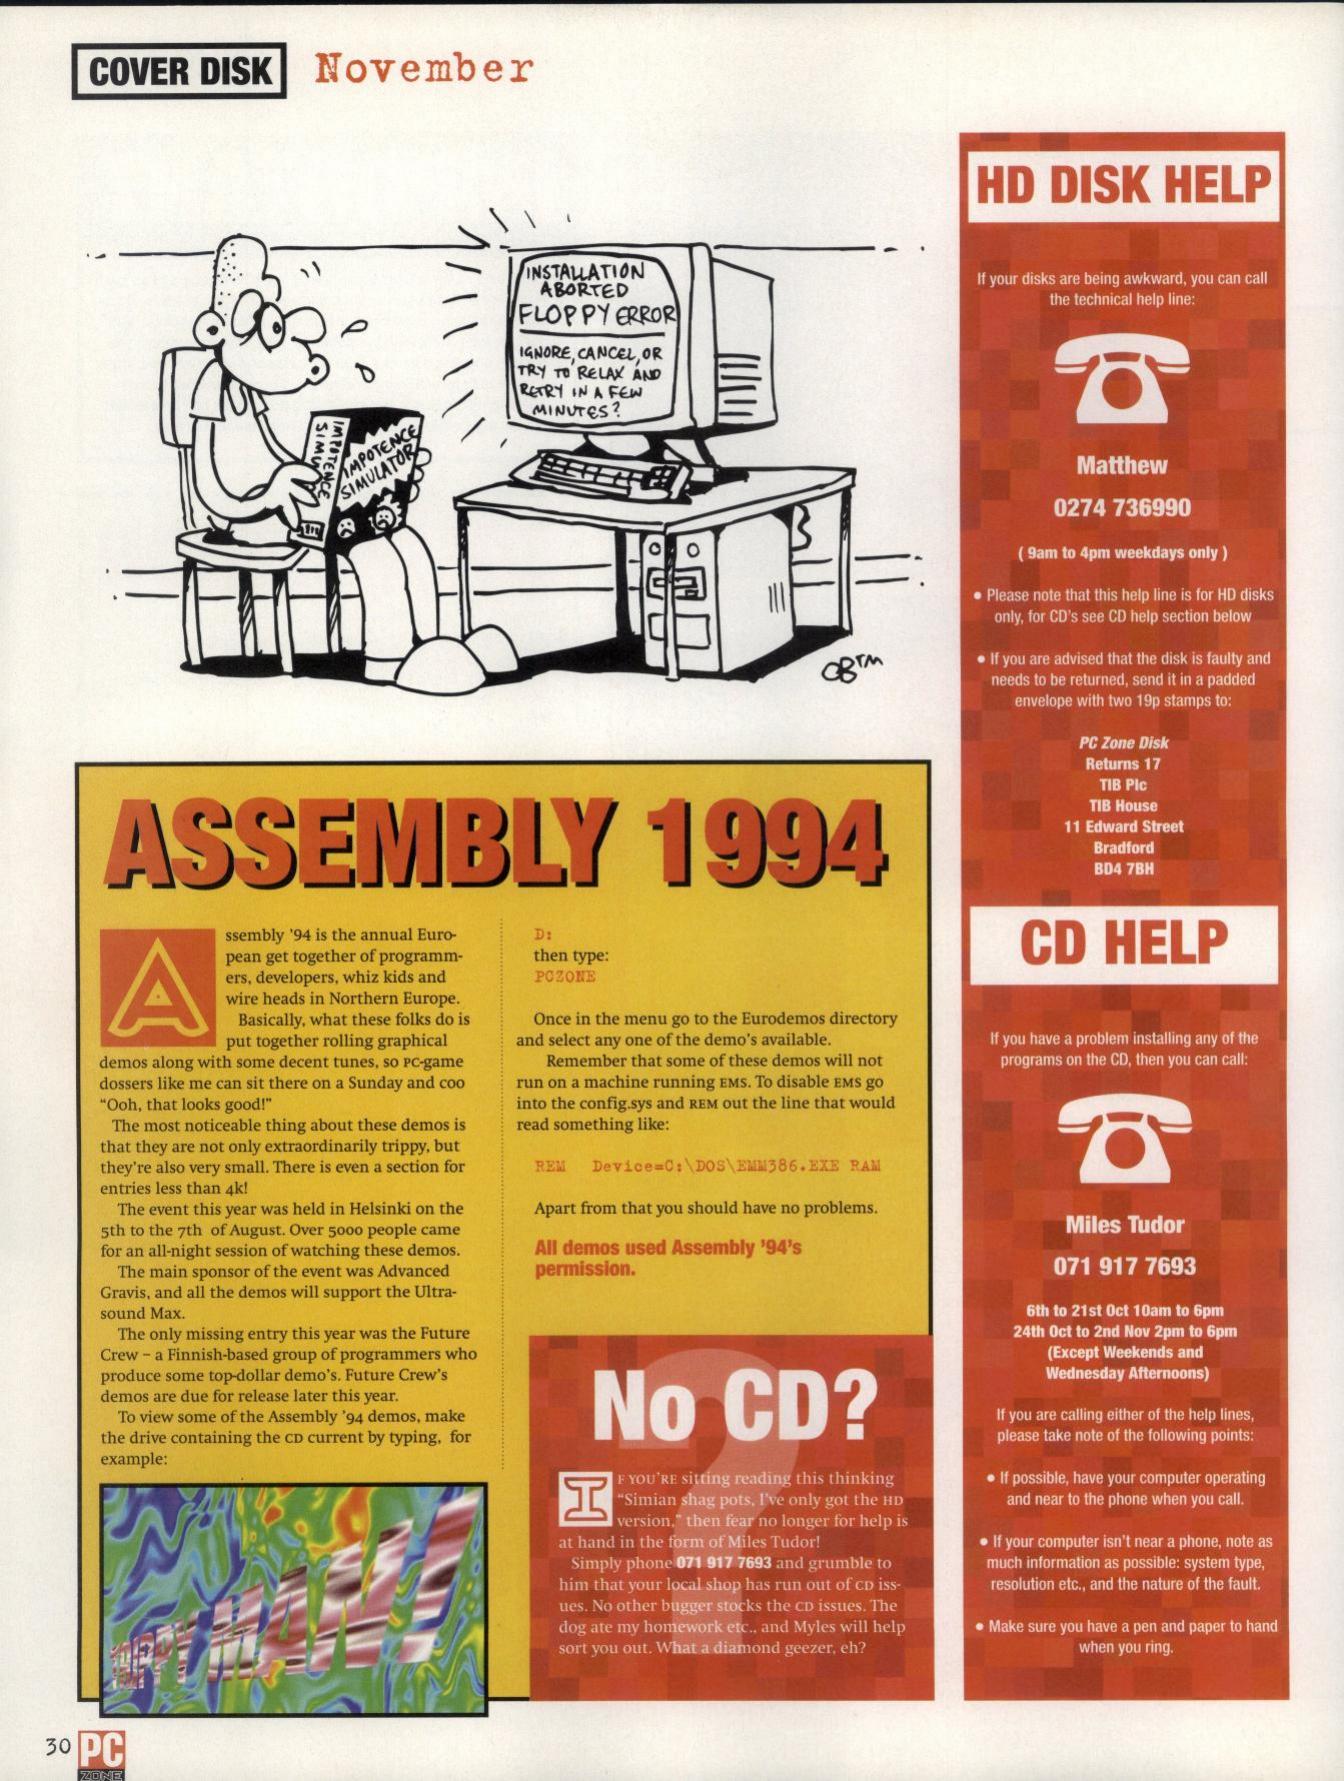 COVER DISK November
INSTALLATION
ABORTED
FLOPPY ERROR
IGNORE, CANCEL, OR
TRY TO RELAX AND
RETRY IN A FEW
MINUTES?
IMPOTENCE
SIMULATOR
IMPOTENCE
OB™
ASSEMBLY 1994
Assembly '94 is the annual Euro-
pean get together of programm-
ers, developers, whiz kids and
wire heads in Northern Europe.
Basically, what these folks do is
put together rolling graphical
demos along with some decent tunes, so PC-game
dossers like me can sit there on a Sunday and coo
“Ooh, that looks good!”
The most noticeable thing about these demos is
that they are not only extraordinarily trippy, but
they're also very small. There is even a section for
entries less than 4k!
The event this year was held in Helsinki on the
5th to the 7th of August. Over 5000 people came
for an all-night session of watching these demos.
The main sponsor of the event was Advanced
Gravis, and all the demos will support the Ultra-
sound Max.
The only missing entry this year was the Future
Crew – a Finnish-based group of programmers who
produce some top-dollar demo's. Future Crew's
demos are due for release later this year.
To view some of the Assembly '94 demos, make
the drive containing the CD current by typing, for
example:
TRIPPY MAN!
D:
then type:
PCZONE
Once in the menu go to the Eurodemos directory
and select any one of the demo's available.
Remember that some of these demos will not
run on a machine running EMS. To disable EMS go
into the config.sys and REM out the line that would
read something like:
REM Device=C:\DOS\EMM386.EXE RAM
Apart from that you should have no problems.
All demos used Assembly '94's
permission.
No CD?
IF YOU'RE sitting reading this thinking
“Simian shag pots, I've only got the HD
version,” then fear no longer for help is
at hand in the form of Miles Tudor!
Simply phone 071 917 7693 and grumble to
him that your local shop has run out of CD iss-
ues. No other bugger stocks the CD issues. The
dog ate my homework etc., and Myles will help
sort you out. What a diamond geezer, eh?
HD DISK HELP
If your disks are being awkward, you can call
the technical help line:
Matthew
0274 736990
( 9am to 4pm weekdays only )
• Please note that this help line is for HD disks
only, for CD's see CD help section below
• If you are advised that the disk is faulty and
needs to be returned, send it in a padded
envelope with two 19p stamps to:
PC Zone Disk
Returns 17
TIB Plc
TIB House
11 Edward Street
Bradford
BD4 7BH
CD HELP
If you have a problem installing any of the
programs on the CD, then you can call:
Miles Tudor
071 917 7693
6th to 21st Oct 10am to 6pm
24th Oct to 2nd Nov 2pm to 6pm
(Except Weekends and
Wednesday Afternoons)
If you are calling either of the help lines,
please take note of the following points:
• If possible, have your computer operating
and near to the phone when you call.
• If your computer isn't near a phone, note as
much information as possible: system type,
resolution etc., and the nature of the fault.
• Make sure you have a pen and paper to hand
when you ring.
30 PC
ZONE